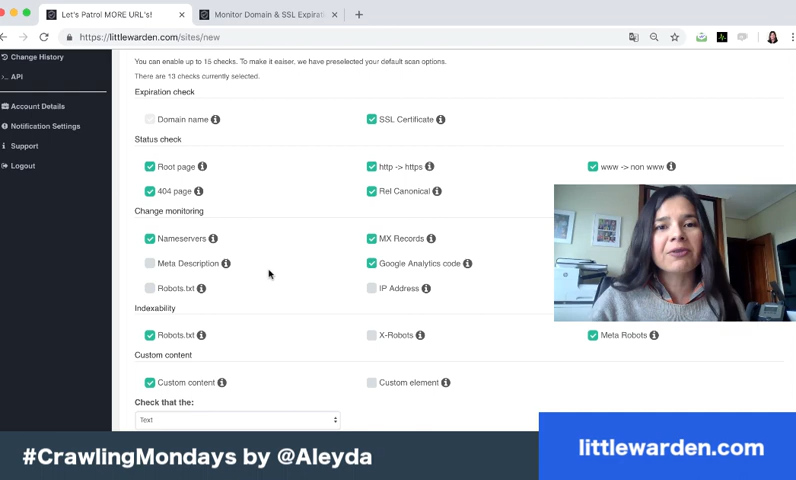 Let's Patrol MORE URL's!
Monitor Domain & SSL Expirati
https://littlewarden.com/sites/new
Change History
API
Account Details
Notification Settings
Support
Logout
You can enable up to 15 checks. To make it eaiser, we have preselected your default scan options.
There are 13 checks currently selected.
Expiration check
Domain name
SSL Certificate
Status check
Root page
http -> https
www -> non www
404 page
Rel Canonical
Change monitoring
Nameservers
MX Records
Meta Description
Google Analytics code
Robots.txt
IP Address
Indexability
Robots.txt
X-Robots
Meta Robots
Custom content
Custom content
Custom element
Check that the:
Text
#CrawlingMondays by @Aleyda
littlewarden.com